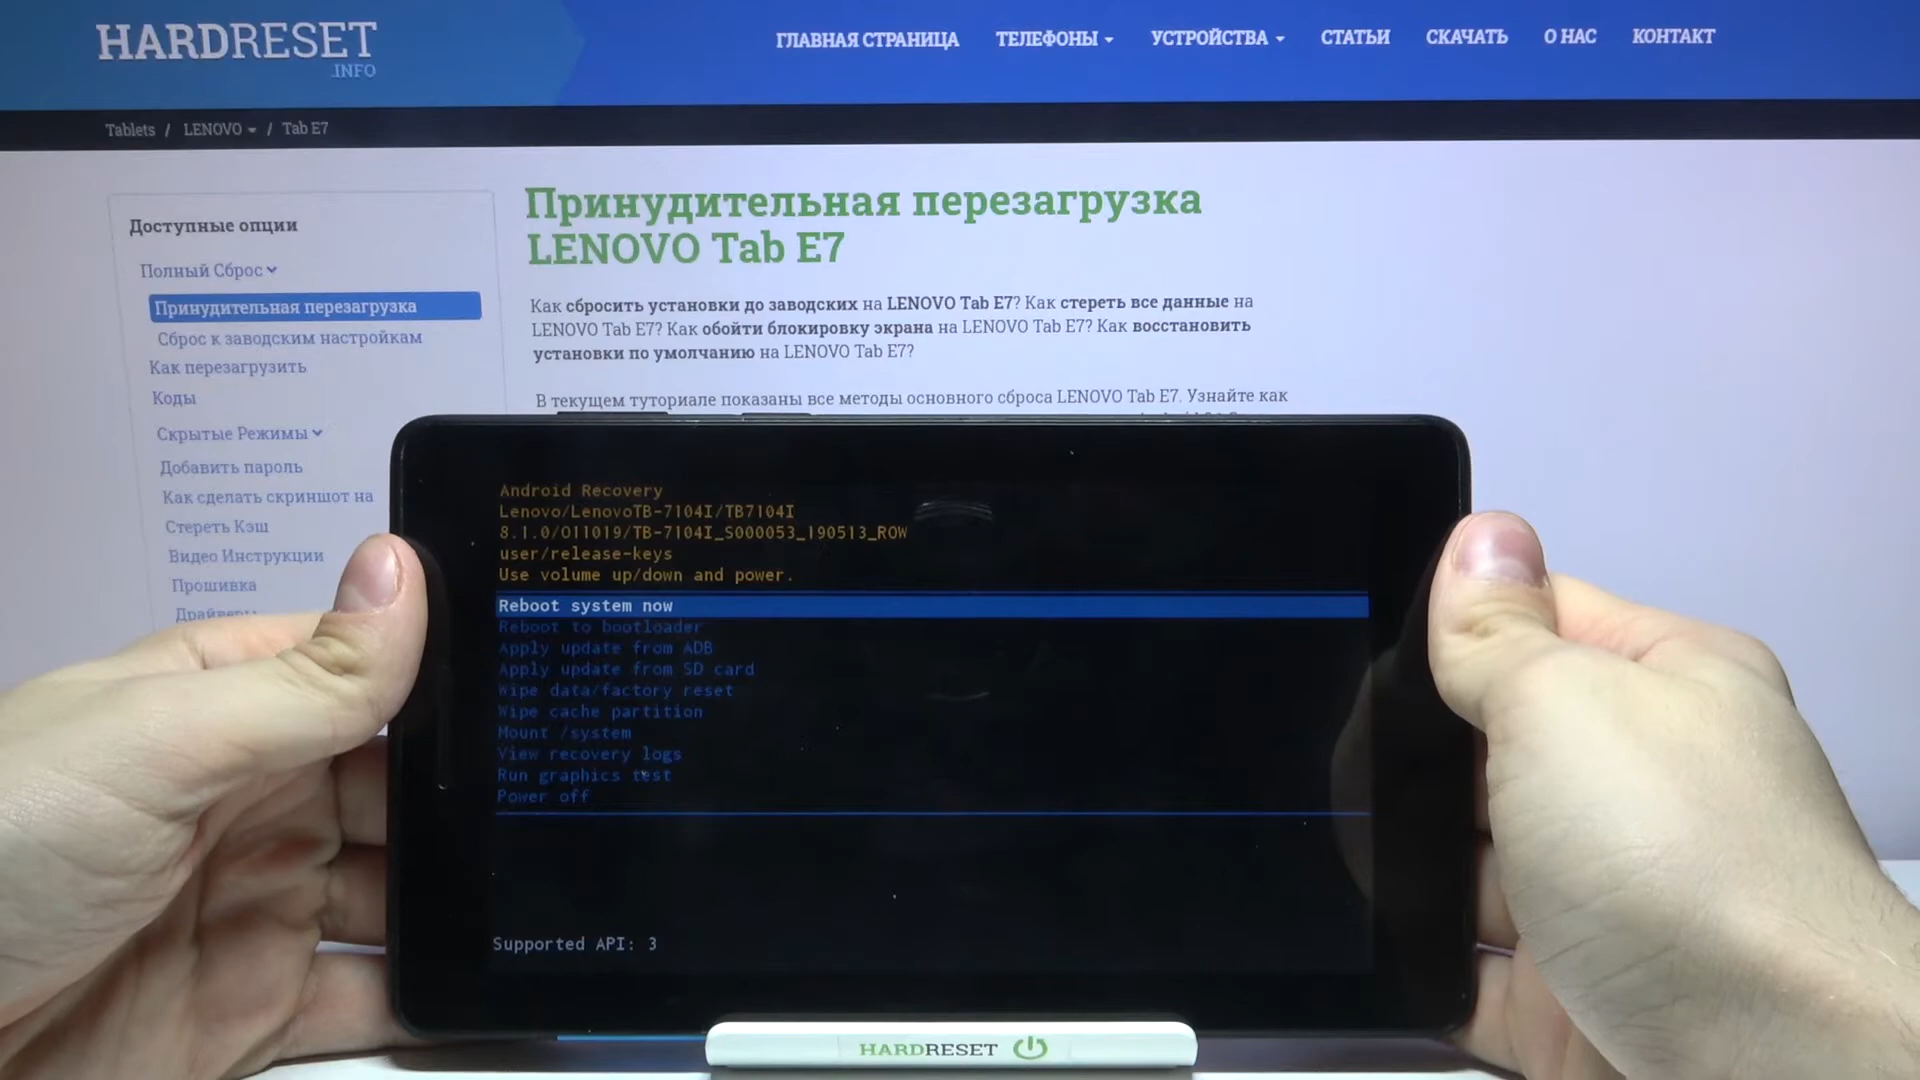 HARDRESET
.INFO
ГЛАВНАЯ СТРАНИЦА ТЕЛЕФОНЫ УСТРОЙСТВА СТАТЬИ СКАЧАТЬ О НАС КОНТАКТ
Tablets / LENOVO / Tab E7
Доступные опции
Полный Сброс
Принудительная перезагрузка
Сброс к заводским настройкам
Как перезагрузить
Коды
Скрытые Режимы
Добавить пароль
Как сделать скриншот на
Стереть Кэш
Видео Инструкции
Прошивка
Драйверы
Принудительная перезагрузка
LENOVO Tab E7
Как сбросить установки до заводских на LENOVO Tab E7? Как стереть все данные на
LENOVO Tab E7? Как обойти блокировку экрана на LENOVO Tab E7? Как восстановить
установки по умолчанию на LENOVO Tab E7?
В текущем туториале показаны все методы основного сброса LENOVO Tab E7. Узнайте как
Android Recovery
Lenovo/LenovoTB-7104I/TB7104I
8.1.0/O11019/TB-7104I_S000053_190513_ROW
user/release-keys
Use volume up/down and power.
Reboot system now
Reboot to bootloader
Apply update from ADB
Apply update from SD card
Wipe data/factory reset
Wipe cache partition
Mount /system
View recovery logs
Run graphics test
Power off
Supported API: 3
HARDRESET